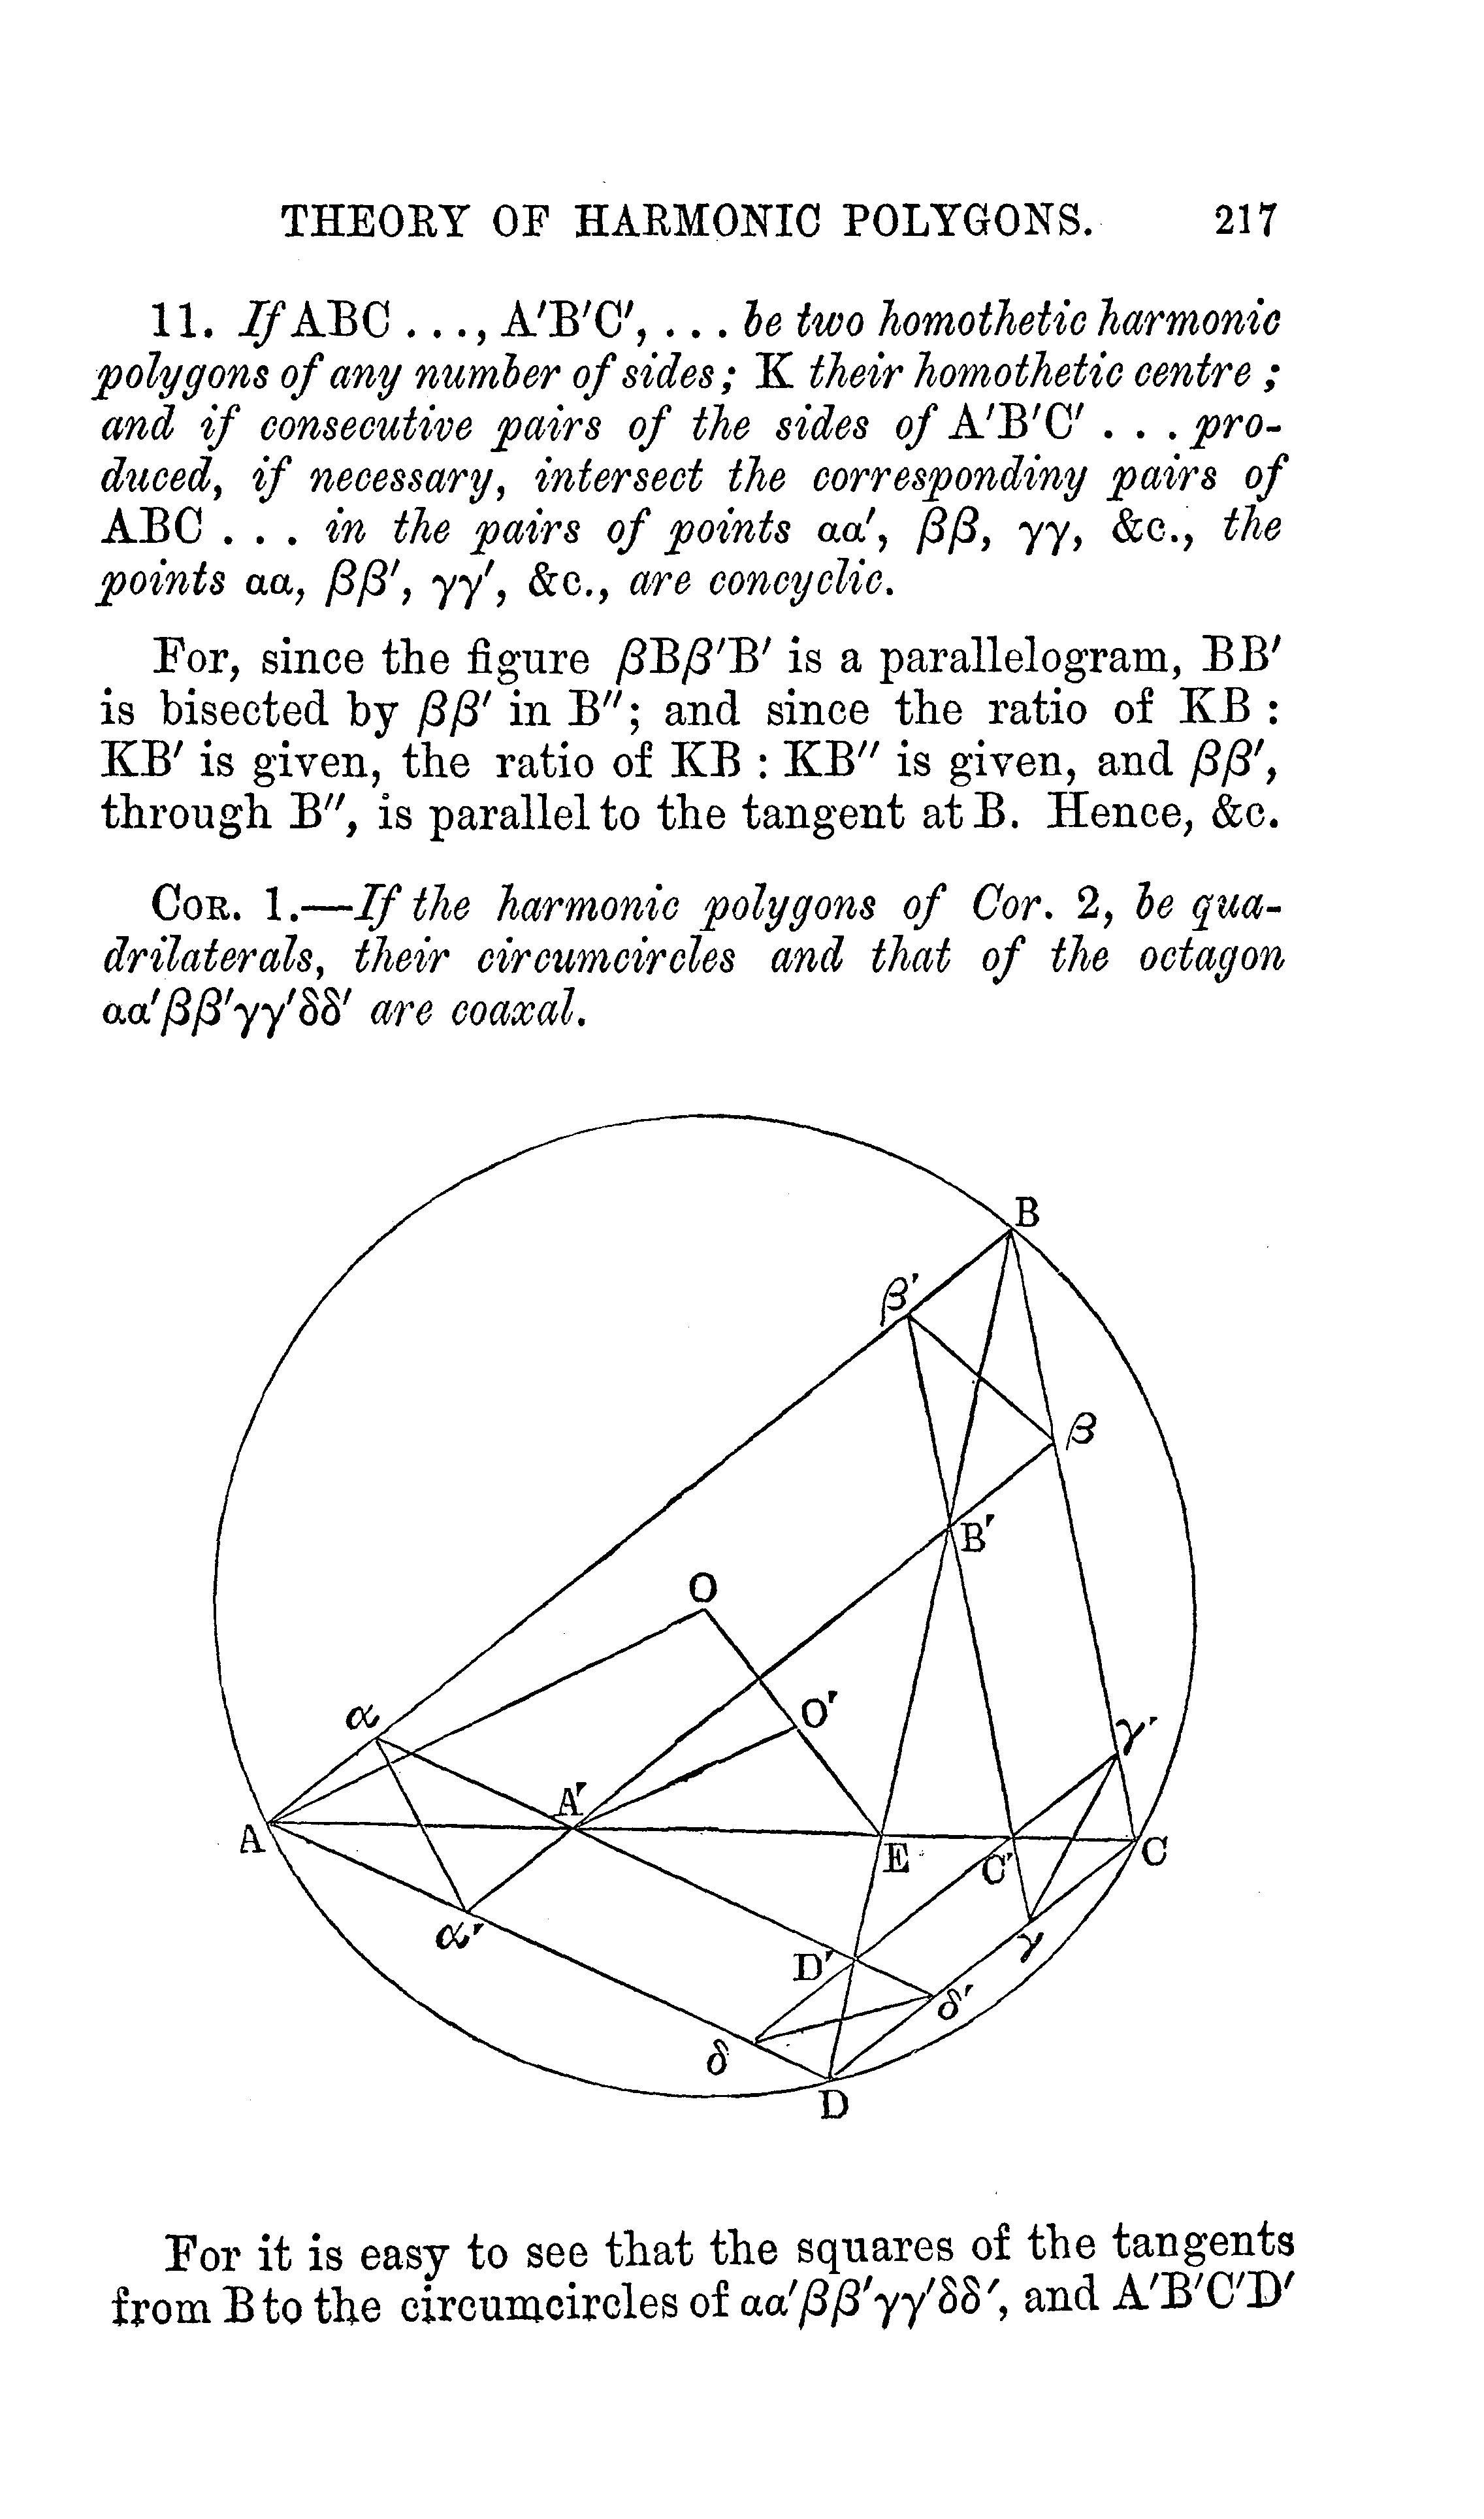 THEORY OF HARMONIC POLYGONS. 217
11. If ABC ..., A′B′C′, ... be two homothetic harmonic
polygons of any number of sides; K their homothetic centre;
and if consecutive pairs of the sides of A′B′C′ ... pro-
duced, if necessary, intersect the correspondiny pairs of
ABC ... in the pairs of points αα′, ββ, γγ, &c., the
points αα, ββ′, γγ′, &c., are concyclic.
For, since the figure βBβ′B′ is a parallelogram, BB′
is bisected by ββ′ in B″; and since the ratio of KB :
KB′ is given, the ratio of KB : KB″ is given, and ββ′,
through B″, is parallel to the tangent at B. Hence, &c.
COR. 1.—If the harmonic polygons of Cor. 2, be qua-
drilaterals, their circumcircles and that of the octagon
αα′ββ′γγ′δδ′ are coaxal.
B
β′
β
B′
O
O′
α
γ′
A′
A
E
C′
C
α′
γ
D′
δ′
δ
D
For it is easy to see that the squares of the tangents
from B to the circumcircles of αα′ββ′γγ′δδ′, and A′B′C′D′